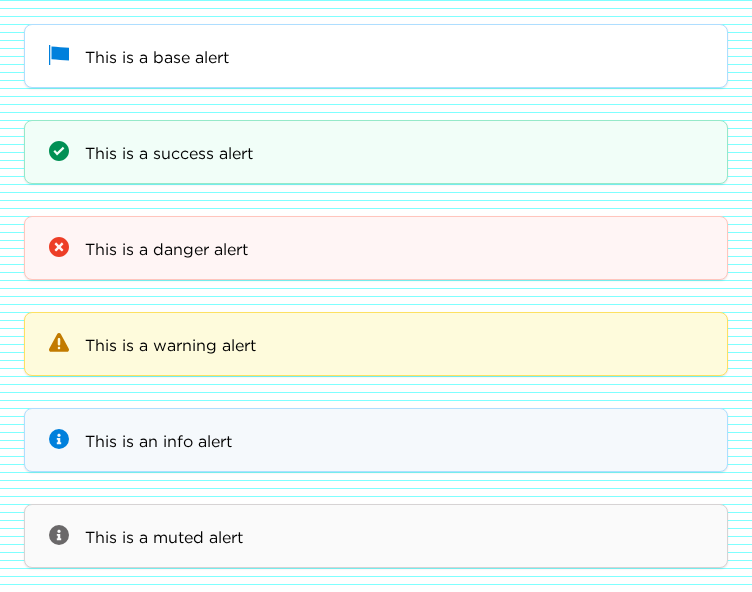 This is a base alert
This is a success alert
This is a danger alert
This is a warning alert
This is an info alert
This is a muted alert